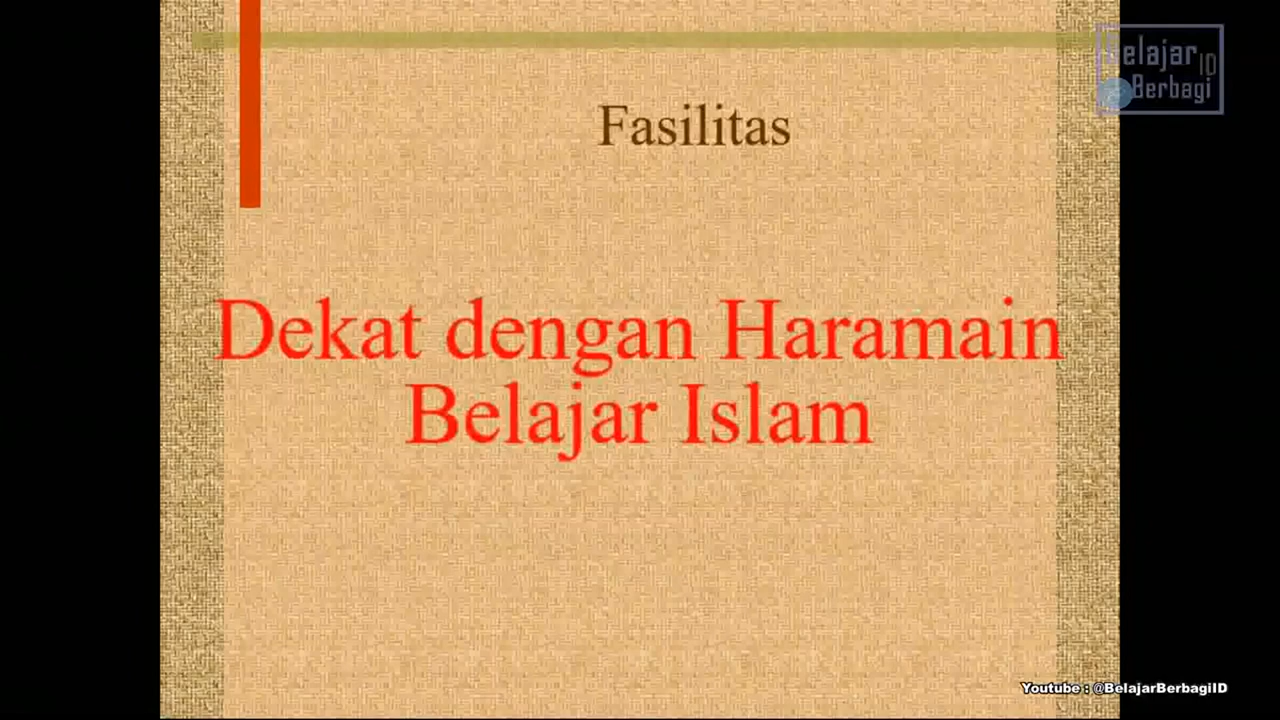 Belajar ID
Berbagi
Fasilitas
Dekat dengan Haramain
Belajar Islam
Youtube : @BelajarBerbagiID